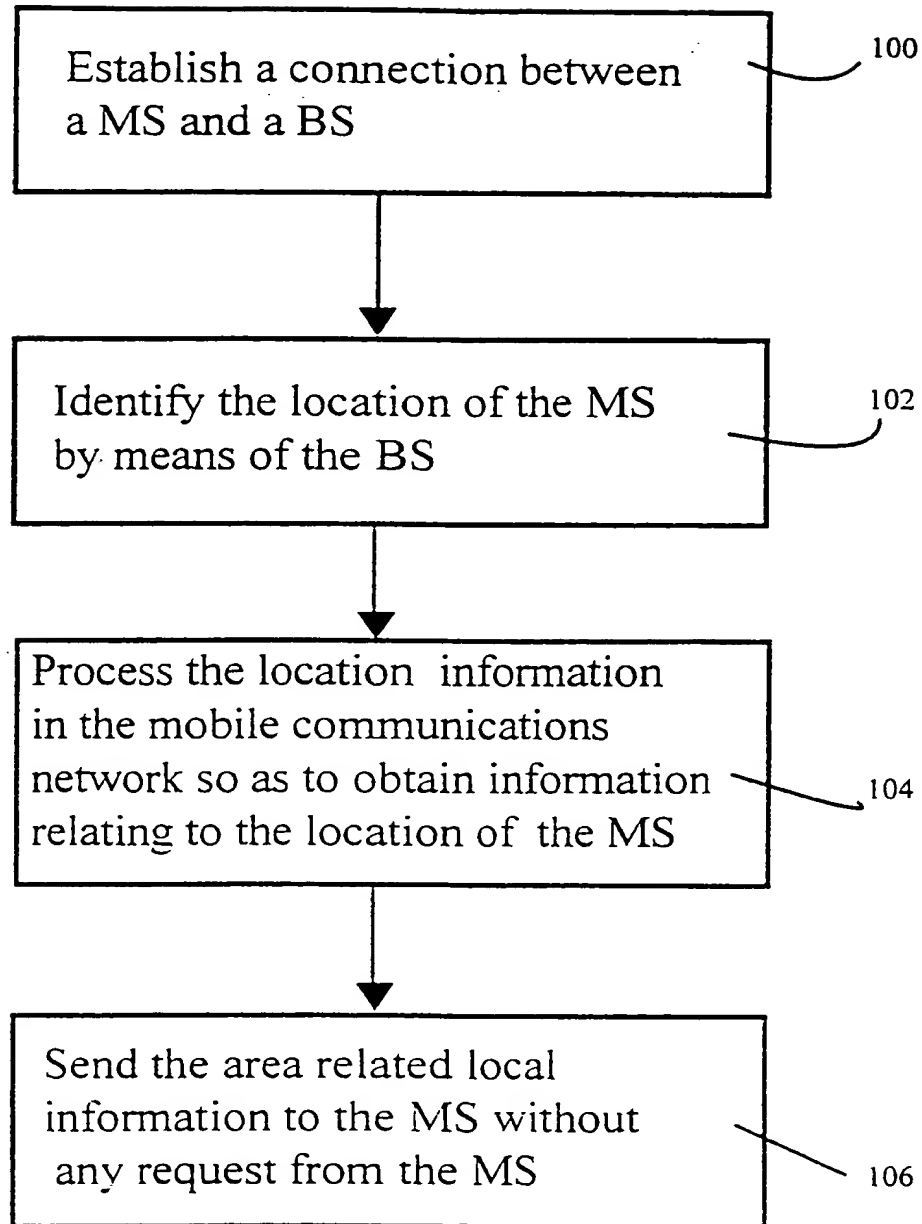 Establish a connection between
a MS and a BS
100
Identify the location of the MS
by means of the BS
102
Process the location information
in the mobile communications
network so as to obtain information
relating to the location of the MS
104
Send the area related local
information to the MS without
any request from the MS
106